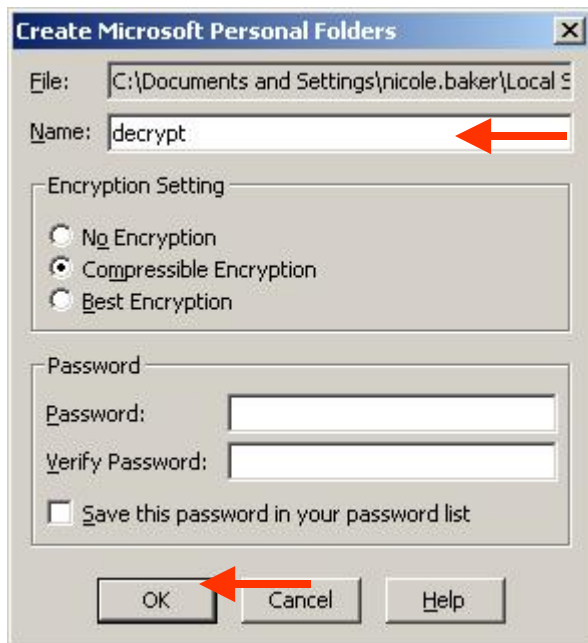 Create Microsoft Personal Folders
File: C:\Documents and Settings\nicole.baker\Local S
Name: decrypt
Encryption Setting
No Encryption
Compressible Encryption
Best Encryption
Password
Password:
Verify Password:
Save this password in your password list
OK Cancel Help